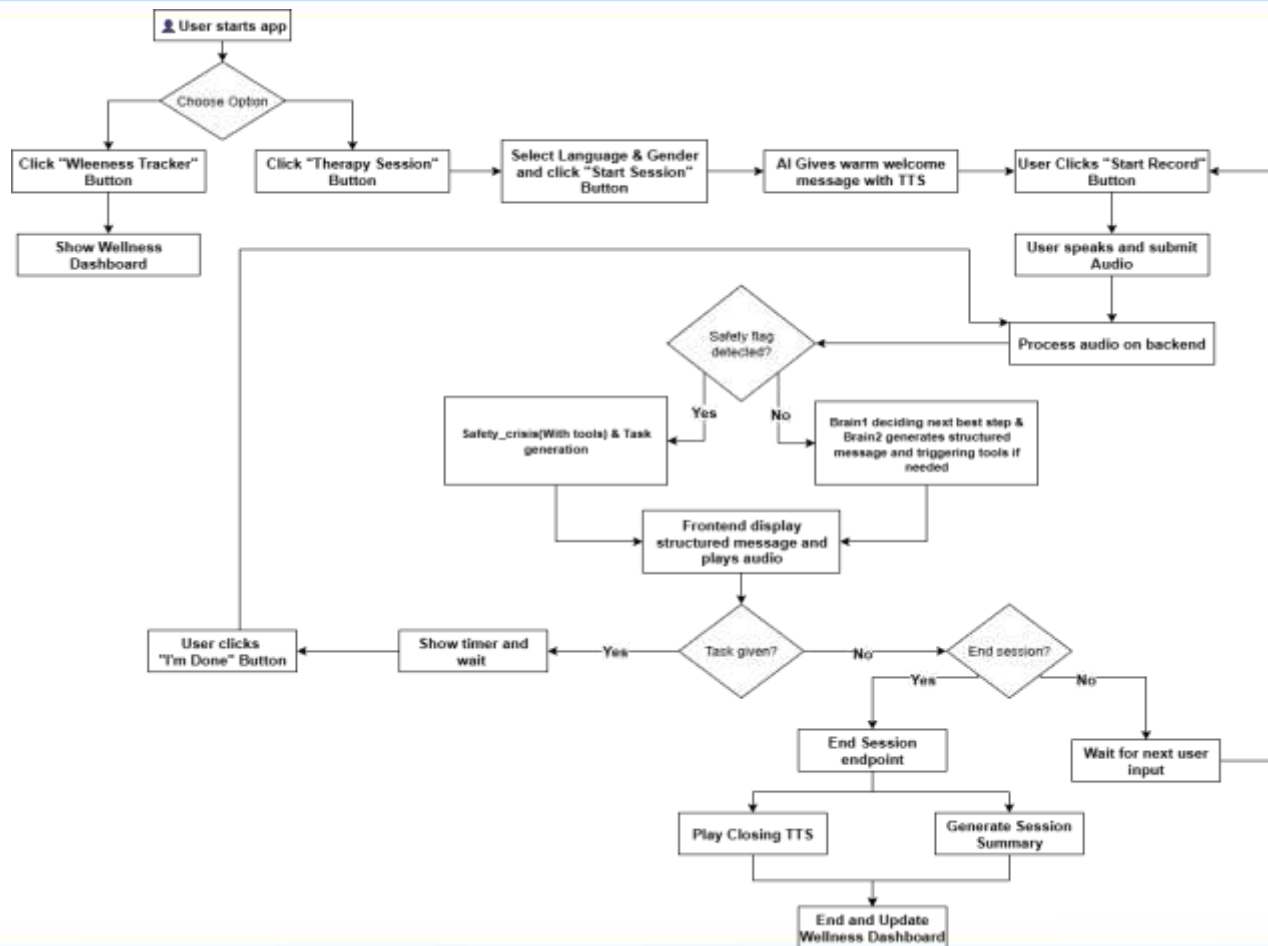 User starts app
Choose Option
Click "Wleeness Tracker"
Button
Click "Therapy Session"
Button
Select Language & Gender
and click "Start Session"
Button
AI Gives warm welcome
message with TTS
User Clicks "Start Record"
Button
Show Wellness
Dashboard
User speaks and submit
Audio
Process audio on backend
Safety flag
detected?
Yes
No
Safety_crisis(With tools) & Task
generation
Brain1 deciding next best step &
Brain2 generates structured
message and triggering tools if
needed
Frontend display
structured message and
plays audio
Task given?
Yes
Show timer and
wait
User clicks
"I'm Done" Button
No
End session?
Yes
No
End Session
endpoint
Wait for next user
input
Play Closing TTS
Generate Session
Summary
End and Update
Wellness Dashboard